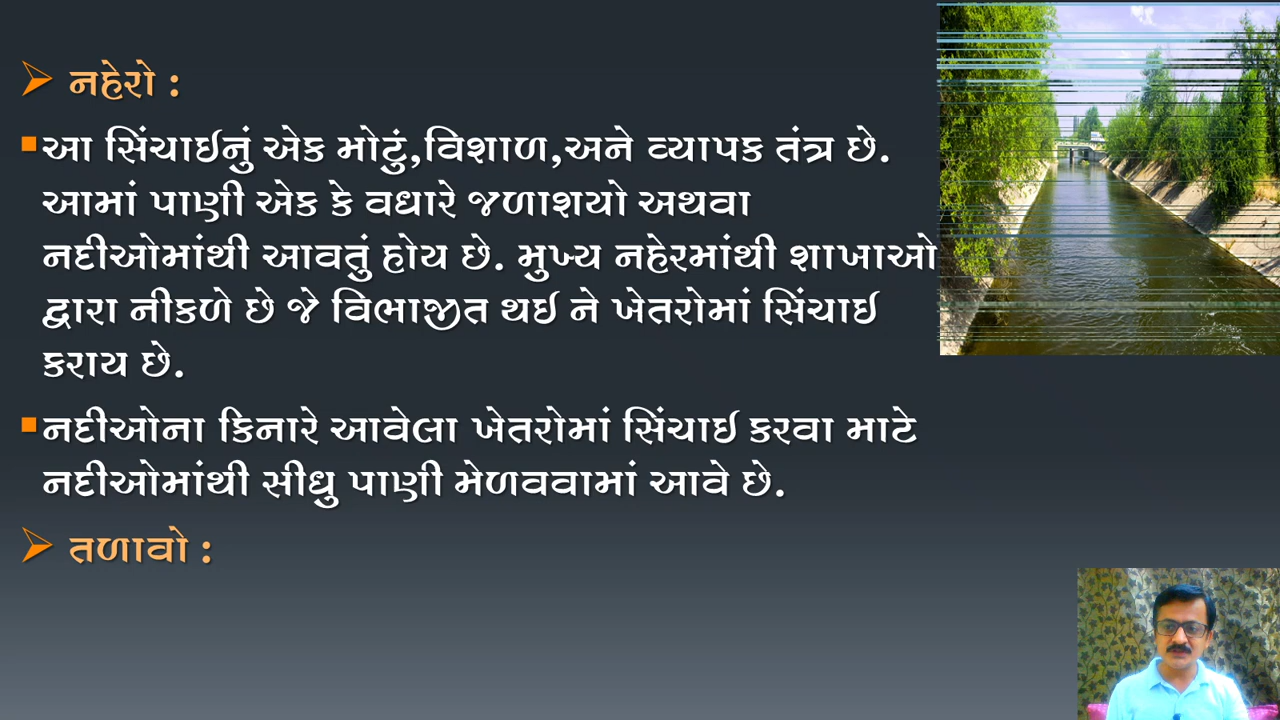 નહેરો :
આ સિંચાઈનું એક મોટું,વિશાળ,અને વ્યાપક તંત્ર છે.
આમાં પાણી એક કે વધારે જળાશયો અથવા
નદીઓમાંથી આવતું હોય છે. મુખ્ય નહેરમાંથી શાખાઓ
દ્વારા નીકળે છે જે વિભાજીત થઇ ને ખેતરોમાં સિંચાઇ
કરાય છે.
નદીઓના કિનારે આવેલા ખેતરોમાં સિંચાઇ કરવા માટે
નદીઓમાંથી સીધુ પાણી મેળવવામાં આવે છે.
તળાવો :